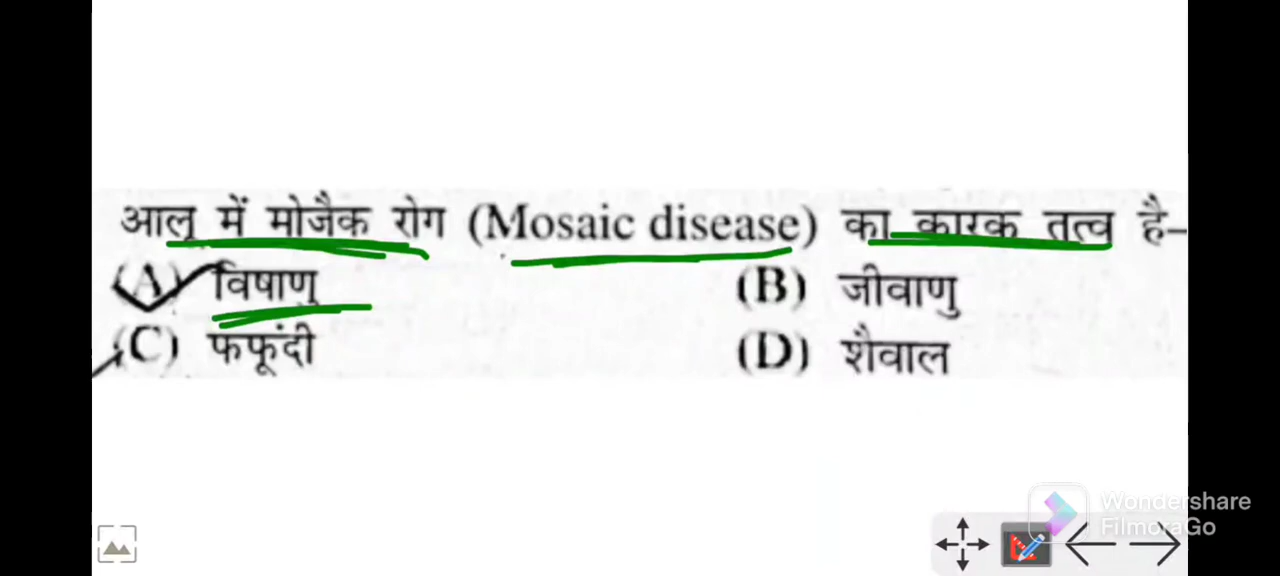 आलू में मोजैक रोग (Mosaic disease) का कारक तत्व है–
(A) विषाणु (B) जीवाणु
(C) फफूंदी (D) शैवाल
Wondershare
FilmoraGo